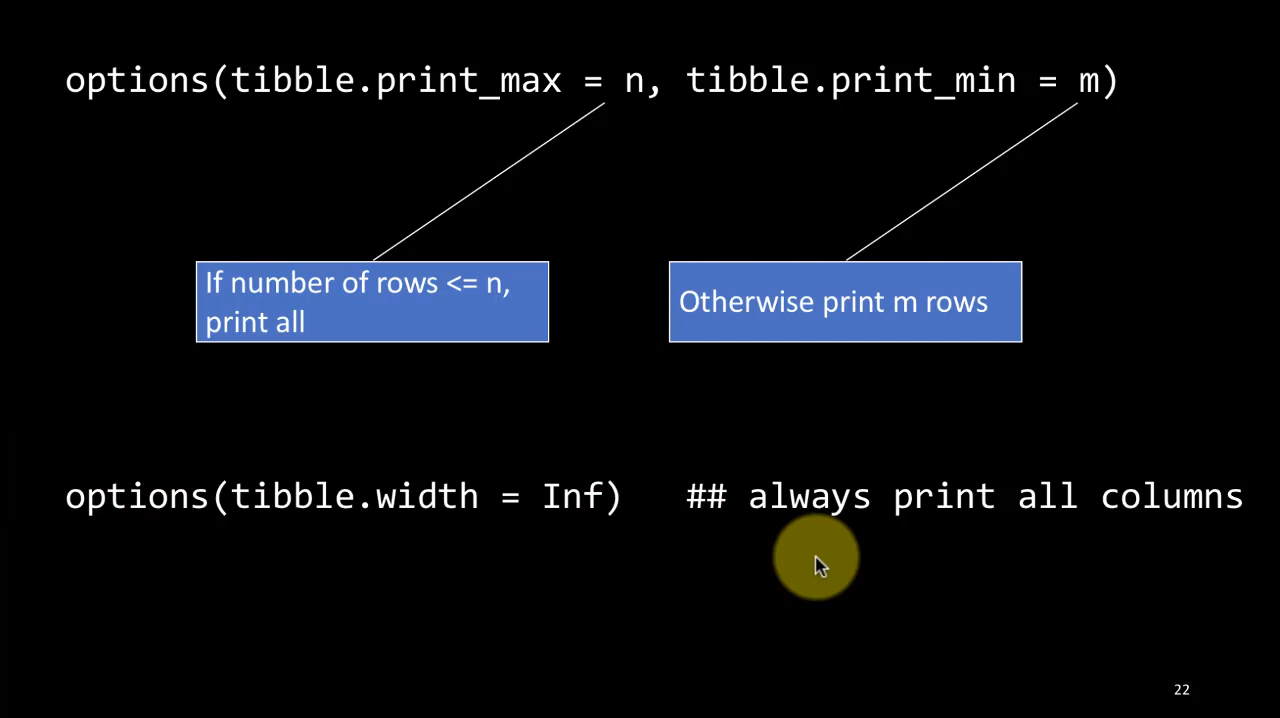 options(tibble.print_max = n, tibble.print_min = m)
If number of rows <= n,
print all
Otherwise print m rows
options(tibble.width = Inf)   ## always print all columns
22